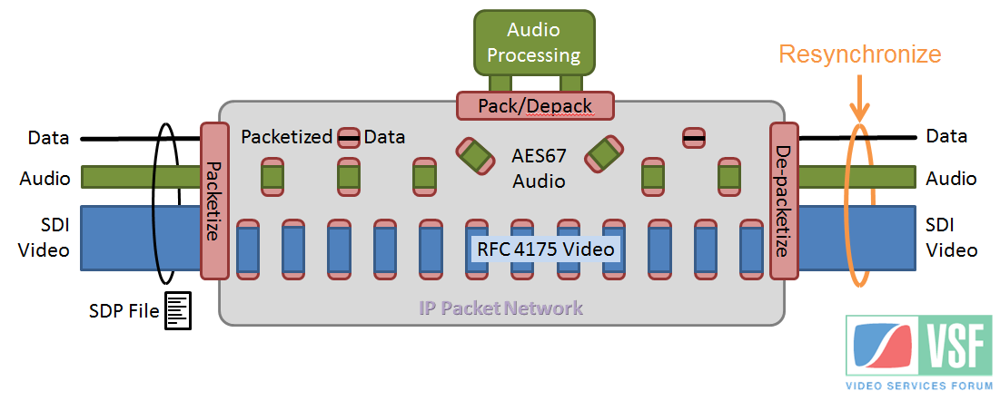 Audio
Processing
Resynchronize
Pack/Depack
Data
Packetized
Data
Data
Audio
Packetize
AES67
Audio
De-packetize
Audio
SDI
Video
RFC 4175 Video
SDI
Video
SDP File
IP Packet Network
VSF
VIDEO SERVICES FORUM